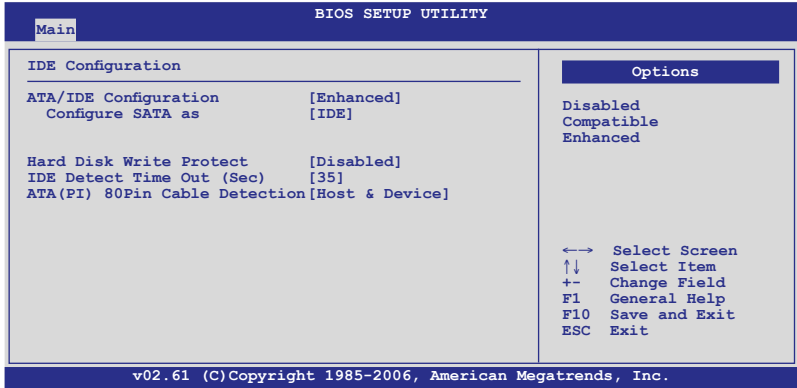 BIOS SETUP UTILITY
Main
IDE Configuration
ATA/IDE Configuration [Enhanced]
Configure SATA as [IDE]
Hard Disk Write Protect [Disabled]
IDE Detect Time Out (Sec) [35]
ATA(PI) 80Pin Cable Detection[Host & Device]
Options
Disabled
Compatible
Enhanced
←→ Select Screen
↑↓ Select Item
+- Change Field
F1 General Help
F10 Save and Exit
ESC Exit
v02.61 (C)Copyright 1985-2006, American Megatrends, Inc.